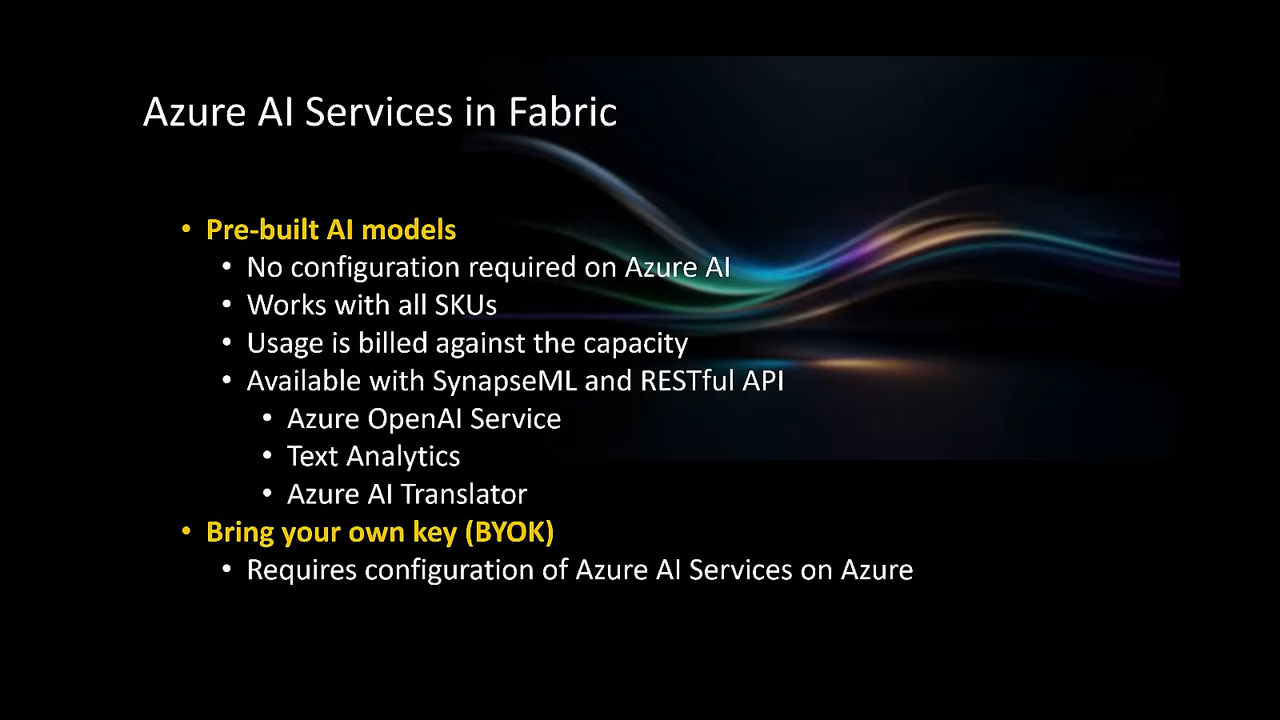 Azure AI Services in Fabric
• Pre-built AI models
• No configuration required on Azure AI
• Works with all SKUs
• Usage is billed against the capacity
• Available with SynapseML and RESTful API
• Azure OpenAI Service
• Text Analytics
• Azure AI Translator
• Bring your own key (BYOK)
• Requires configuration of Azure AI Services on Azure